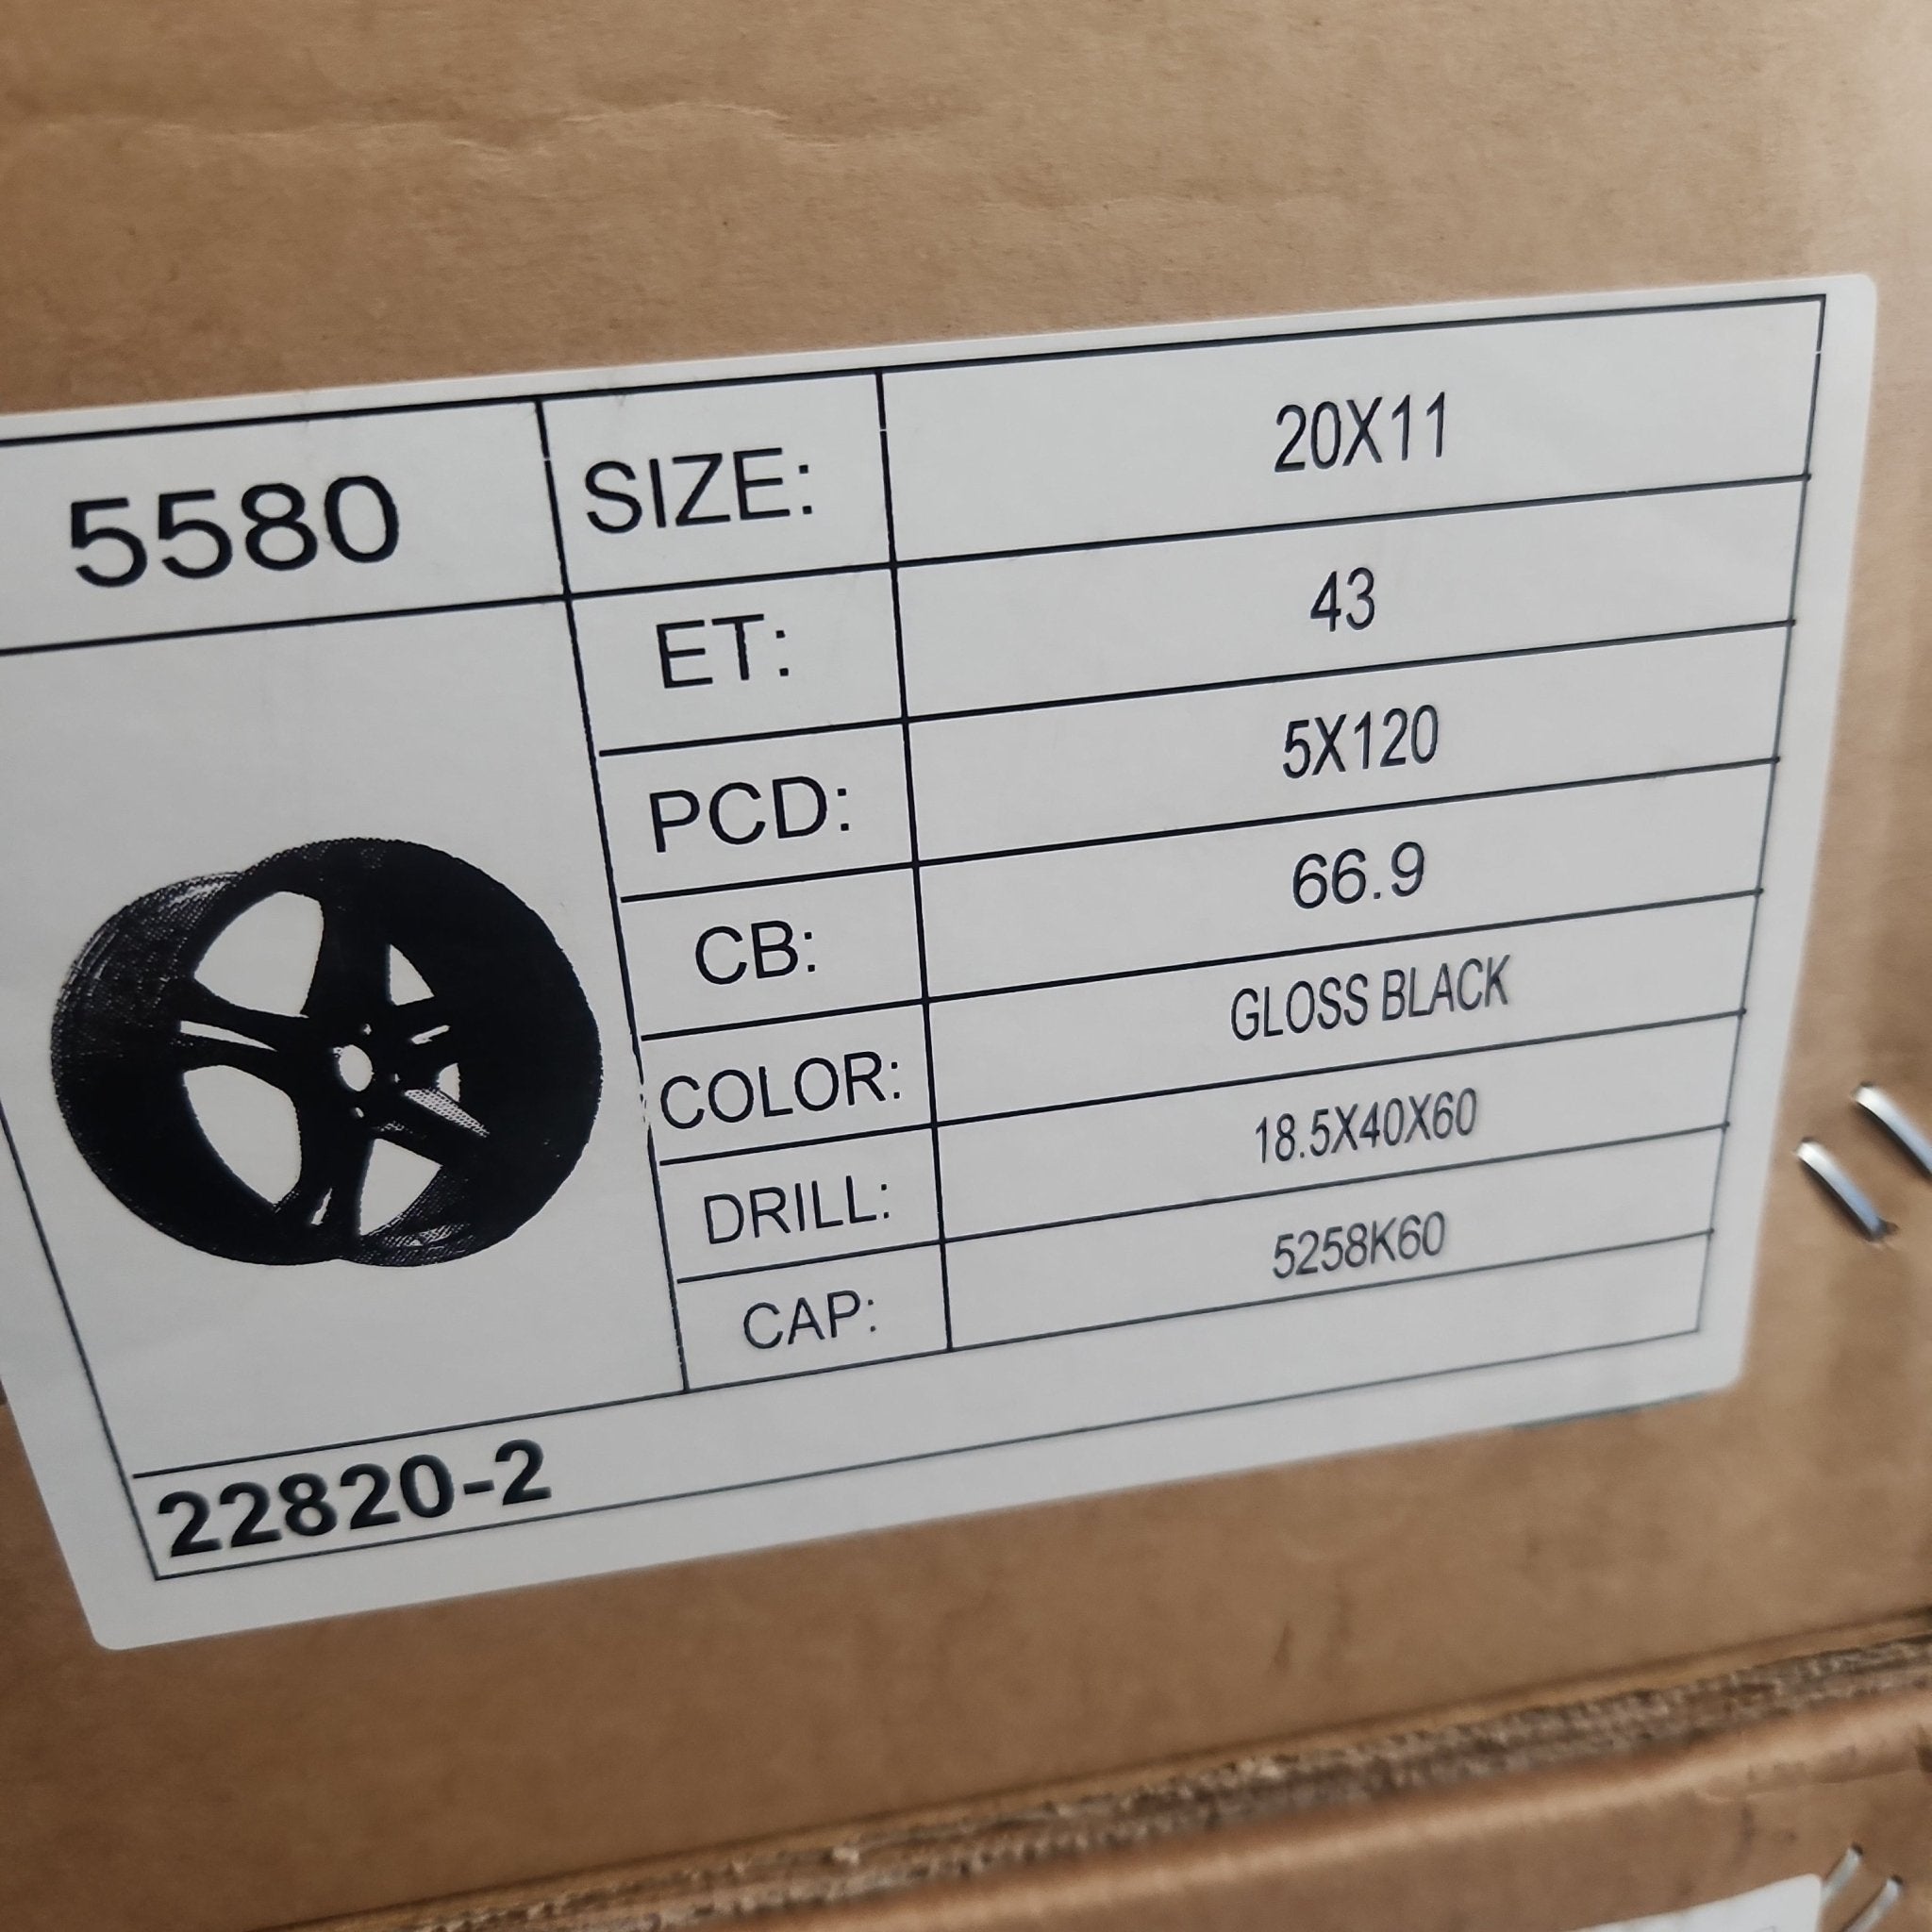 5580
SIZE: 20X11
ET: 43
PCD: 5X120
CB: 66.9
COLOR: GLOSS BLACK
DRILL: 18.5X40X60
CAP: 5258K60
22820-2